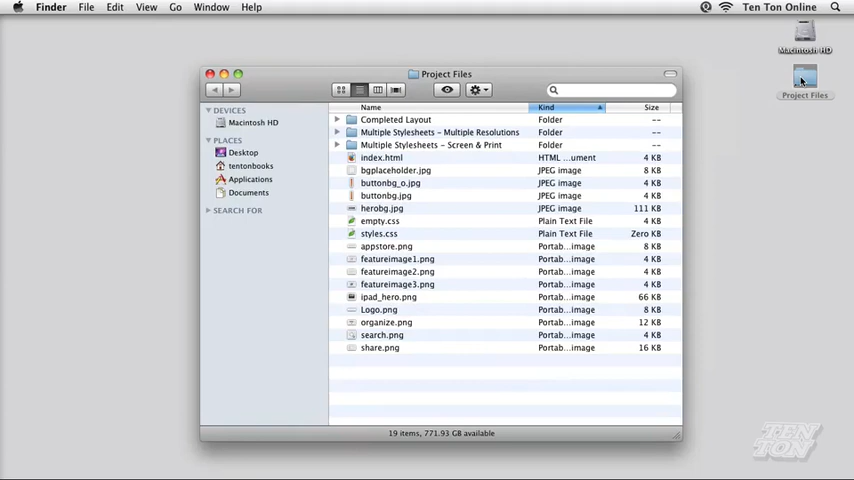 Finder File Edit View Go Window Help Ten Ton Online
Macintosh HD
Project Files
Project Files
DEVICES
Macintosh HD
PLACES
Desktop
tentonbooks
Applications
Documents
SEARCH FOR
Name Kind Size
Completed Layout Folder --
Multiple Stylesheets - Multiple Resolutions Folder --
Multiple Stylesheets - Screen & Print Folder --
index.html HTML ...ument 4 KB
bgplaceholder.jpg JPEG image 8 KB
buttonbg_o.jpg JPEG image 4 KB
buttonbg.jpg JPEG image 4 KB
herobg.jpg JPEG image 111 KB
empty.css Plain Text File 4 KB
styles.css Plain Text File Zero KB
appstore.png Portab...image 8 KB
featureimage1.png Portab...image 4 KB
featureimage2.png Portab...image 4 KB
featureimage3.png Portab...image 4 KB
ipad_hero.png Portab...image 66 KB
Logo.png Portab...image 8 KB
organize.png Portab...image 12 KB
search.png Portab...image 4 KB
share.png Portab...image 16 KB
19 items, 771.93 GB available
TEN
TON